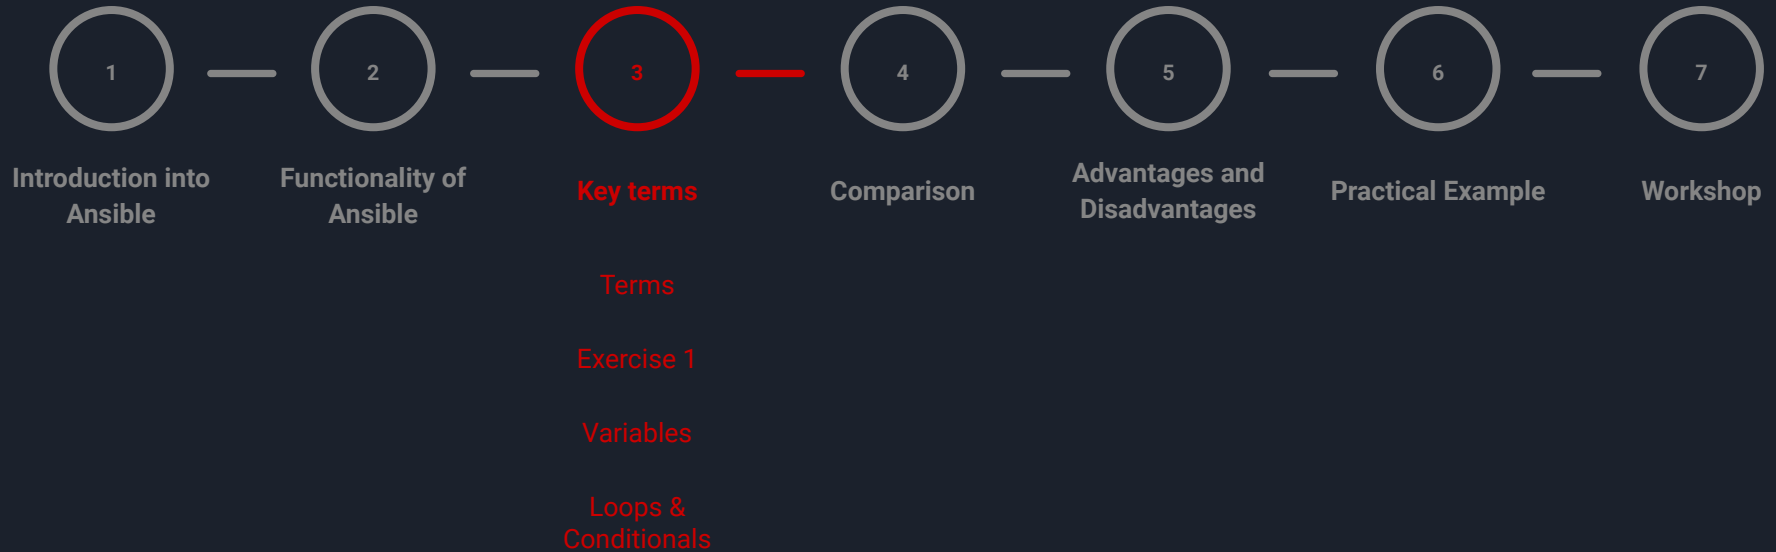 1
2
3
4
5
6
7
Introduction into
Ansible
Functionality of
Ansible
Key terms
Comparison
Advantages and
Disadvantages
Practical Example
Workshop
Terms
Exercise 1
Variables
Loops &
Conditionals